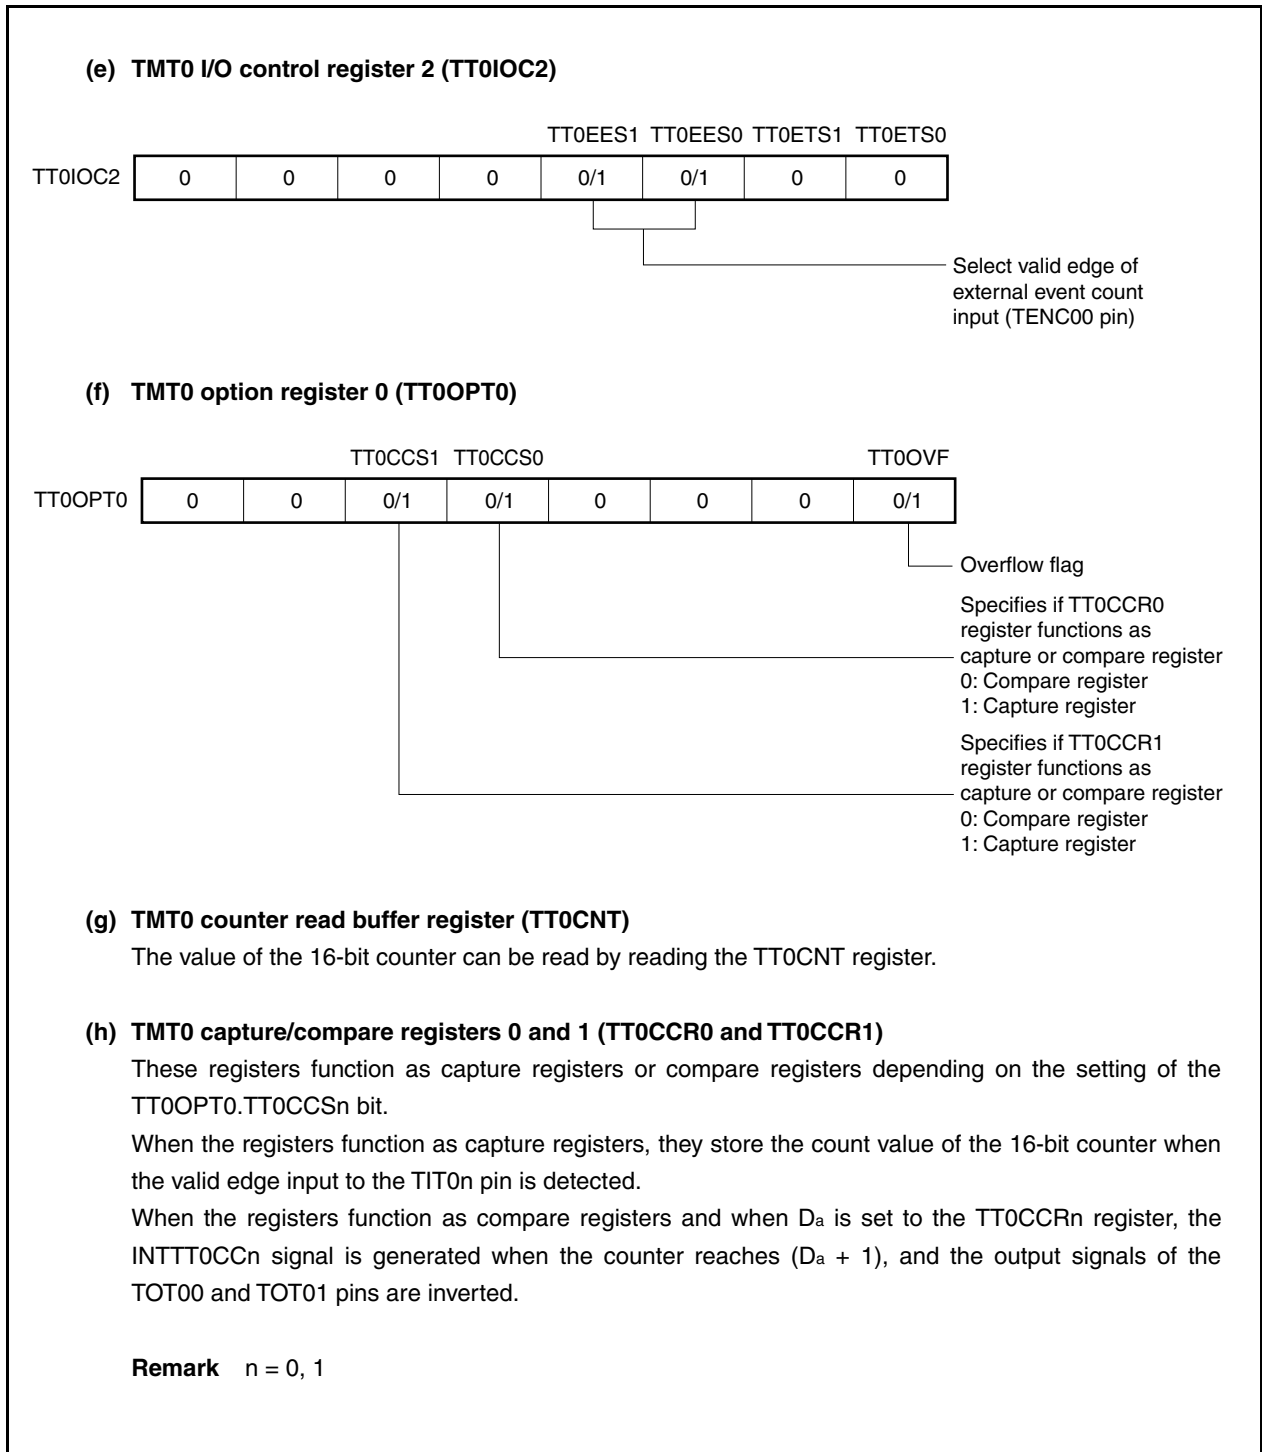 (e) TMT0 I/O control register 2 (TT0IOC2)
TT0EES1 TT0EES0 TT0ETS1 TT0ETS0
TT0IOC2 0 0 0 0 0/1 0/1 0 0
Select valid edge of
external event count
input (TENC00 pin)
(f) TMT0 option register 0 (TT0OPT0)
TT0CCS1 TT0CCS0 TT0OVF
TT0OPT0 0 0 0/1 0/1 0 0 0 0/1
Overflow flag
Specifies if TT0CCR0
register functions as
capture or compare register
0: Compare register
1: Capture register
Specifies if TT0CCR1
register functions as
capture or compare register
0: Compare register
1: Capture register
(g) TMT0 counter read buffer register (TT0CNT)
The value of the 16-bit counter can be read by reading the TT0CNT register.
(h) TMT0 capture/compare registers 0 and 1 (TT0CCR0 and TT0CCR1)
These registers function as capture registers or compare registers depending on the setting of the
TT0OPT0.TT0CCSn bit.
When the registers function as capture registers, they store the count value of the 16-bit counter when
the valid edge input to the TIT0n pin is detected.
When the registers function as compare registers and when Da is set to the TT0CCRn register, the
INTTT0CCn signal is generated when the counter reaches (Da + 1), and the output signals of the
TOT00 and TOT01 pins are inverted.
Remark n = 0, 1